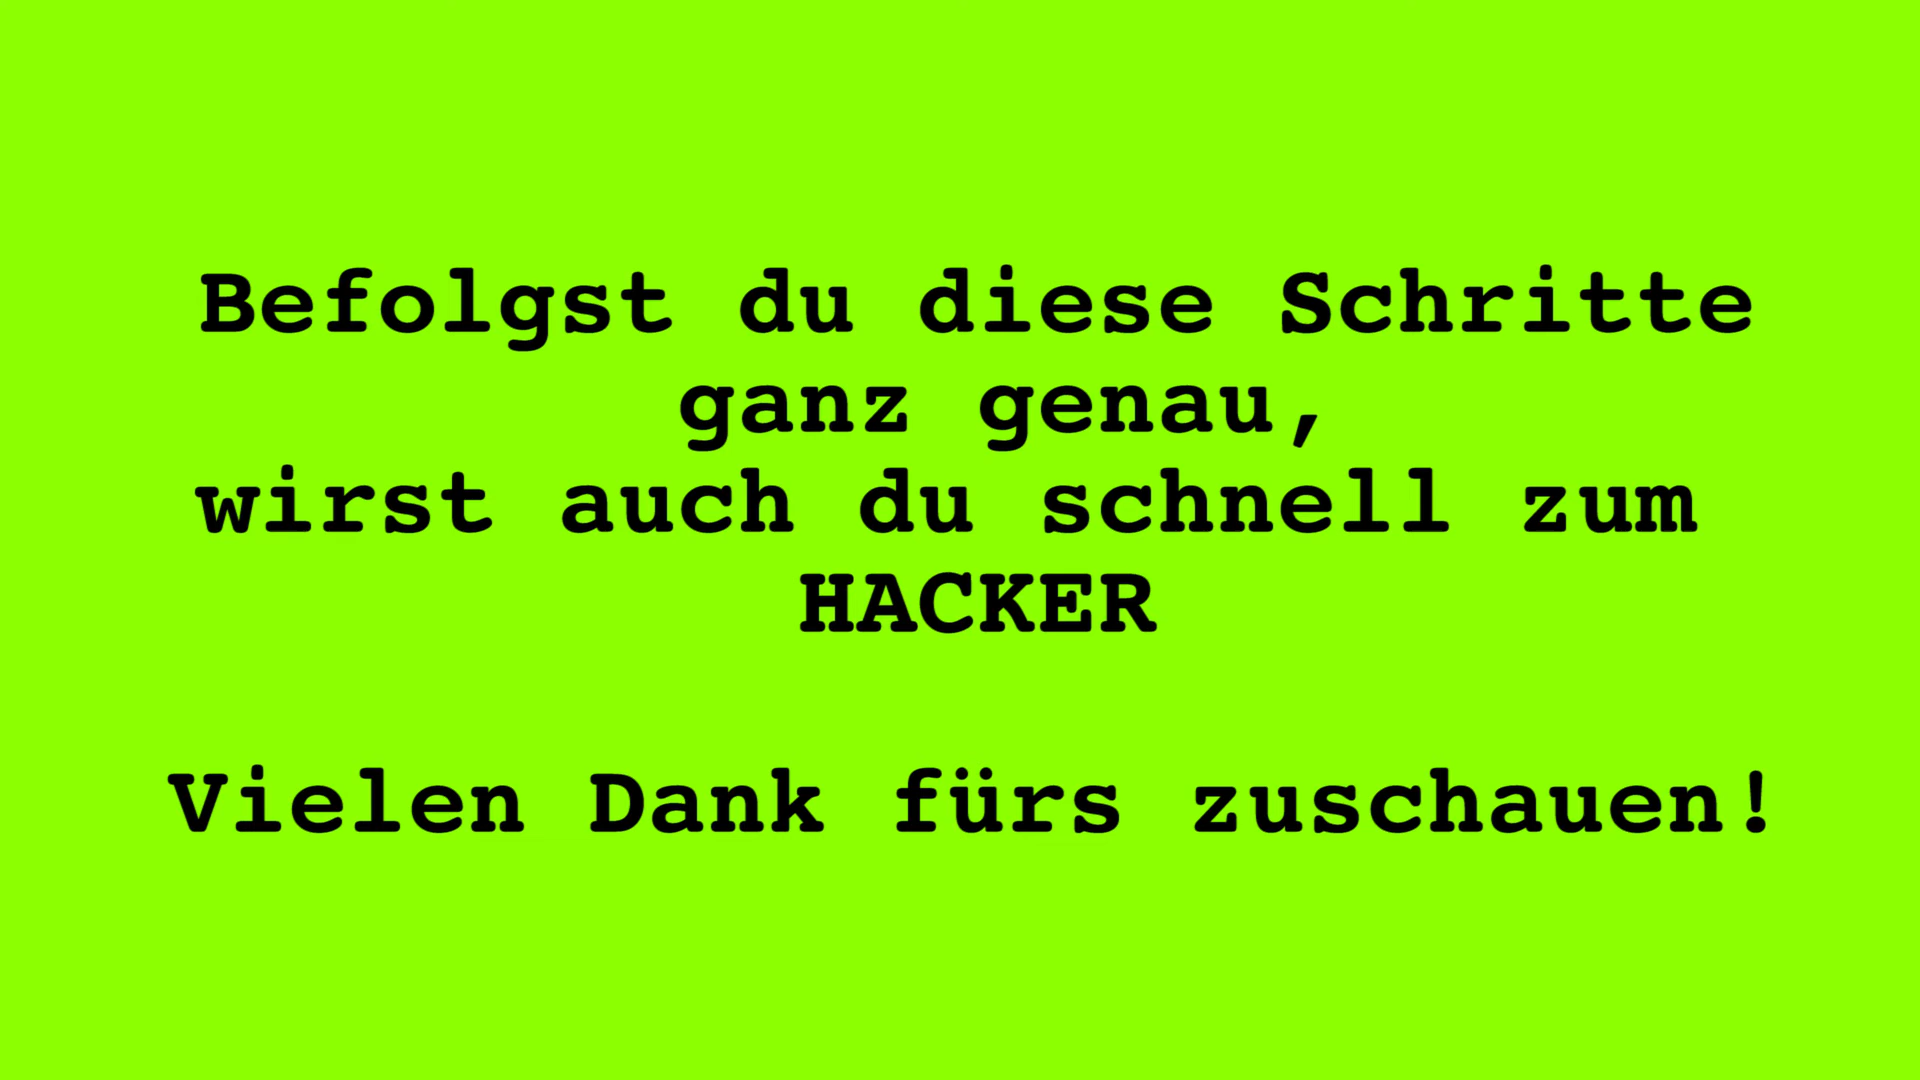 Befolgst du diese Schritte
ganz genau,
wirst auch du schnell zum
HACKER
Vielen Dank fürs zuschauen!